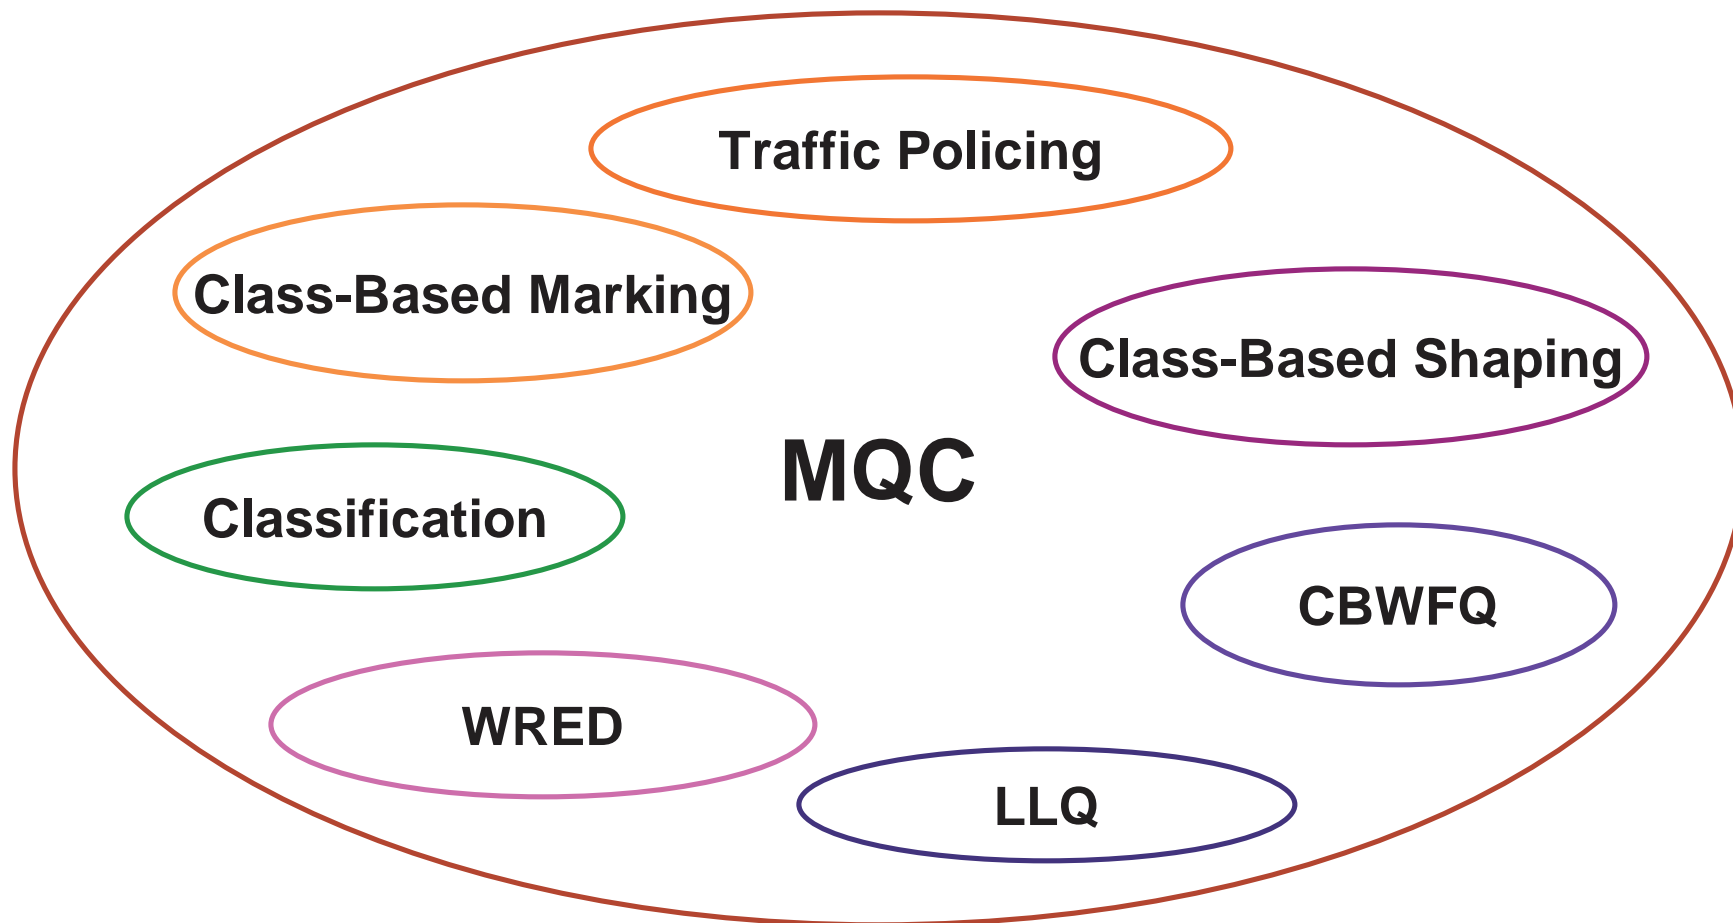 Traffic Policing
Class-Based Marking
Class-Based Shaping
MQC
Classification
CBWFQ
WRED
LLQ